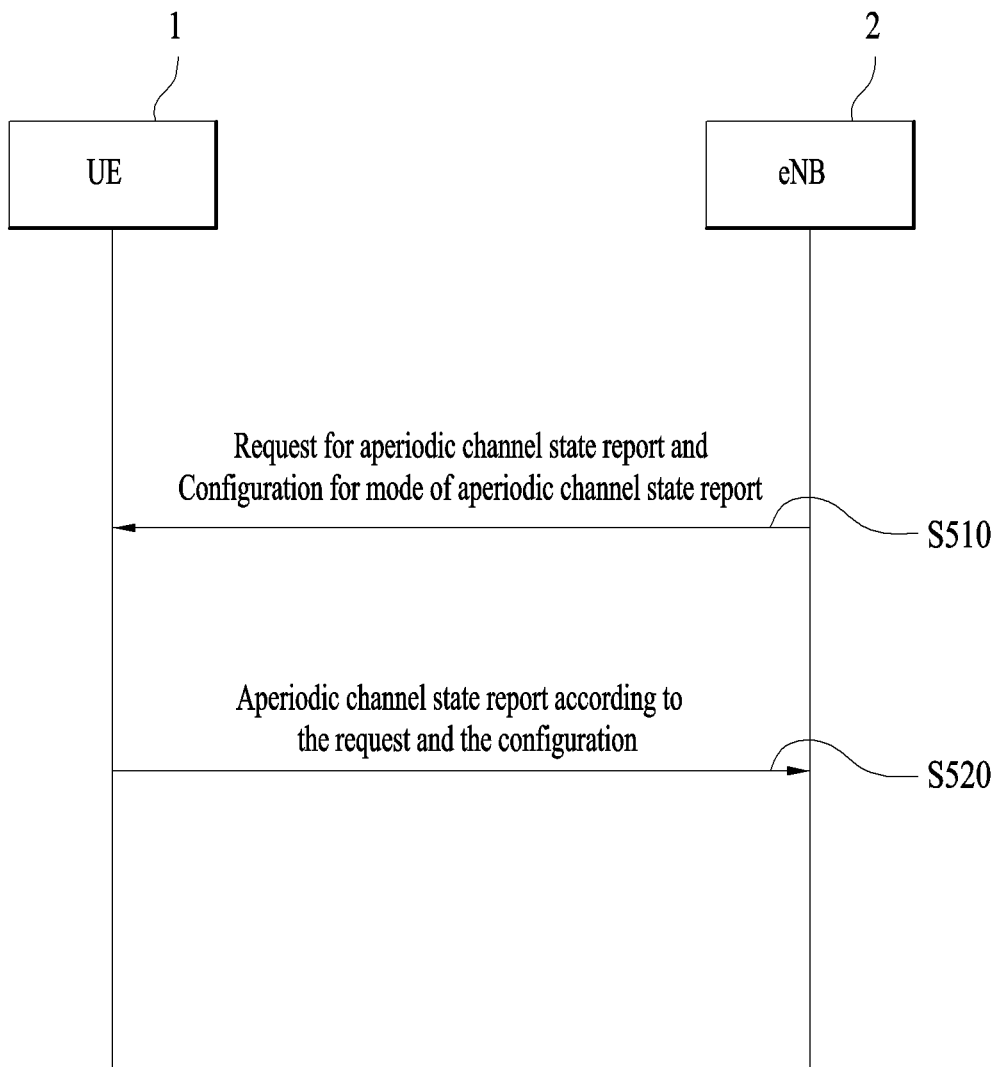 1
2
UE
eNB
Request for aperiodic channel state report and
Configuration for mode of aperiodic channel state report
S510
Aperiodic channel state report according to
the request and the configuration
S520